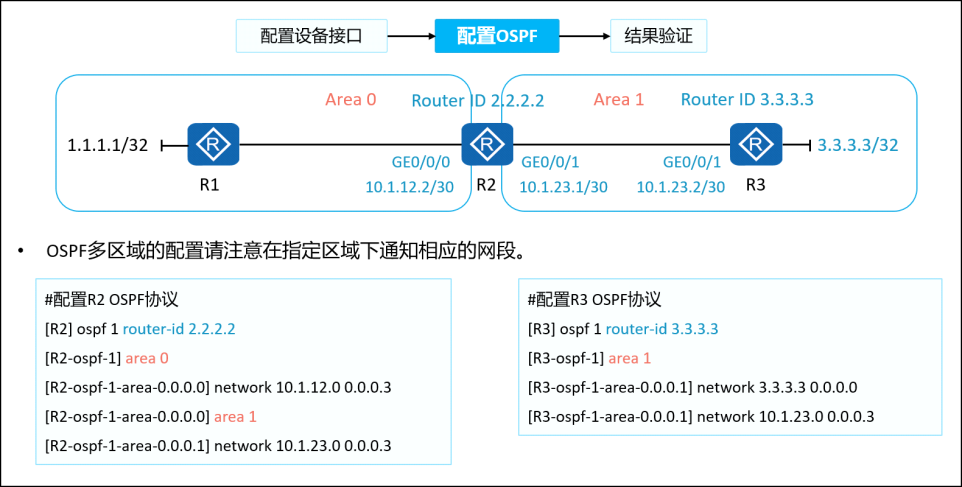 配置设备接口
配置OSPF
结果验证
Area 0
Router ID 2.2.2.2
Area 1
Router ID 3.3.3.3
1.1.1.1/32
R
R
R
3.3.3.3/32
GE0/0/0
GE0/0/1
GE0/0/1
R1
10.1.12.2/30
R2
10.1.23.1/30
10.1.23.2/30
R3
• OSPF多区域的配置请注意在指定区域下通知相应的网段。
#配置R2 OSPF协议
[R2] ospf 1 router-id 2.2.2.2
[R2-ospf-1] area 0
[R2-ospf-1-area-0.0.0.0] network 10.1.12.0 0.0.0.3
[R2-ospf-1-area-0.0.0.0] area 1
[R2-ospf-1-area-0.0.0.1] network 10.1.23.0 0.0.0.3
#配置R3 OSPF协议
[R3] ospf 1 router-id 3.3.3.3
[R3-ospf-1] area 1
[R3-ospf-1-area-0.0.0.1] network 3.3.3.3 0.0.0.0
[R3-ospf-1-area-0.0.0.1] network 10.1.23.0 0.0.0.3